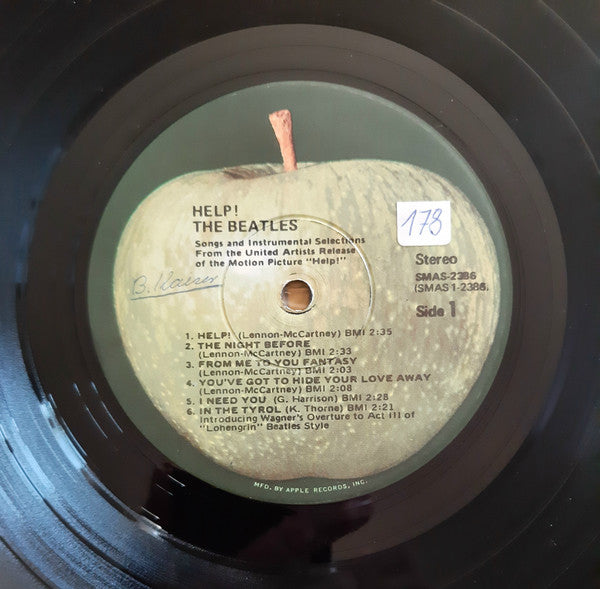 HELP!
THE BEATLES
Songs and Instrumental Selections
From the United Artists Release
of the Motion Picture "Help!"
178
Stereo
SMAS-2386
(SMAS 1-2386)
Side 1
1. HELP! (Lennon-McCartney) BMI 2:35
2. THE NIGHT BEFORE
(Lennon-McCartney) BMI 2:33
3. FROM ME TO YOU FANTASY
(Lennon-McCartney) BMI 2:03
4. YOU'VE GOT TO HIDE YOUR LOVE AWAY
(Lennon-McCartney) BMI 2:08
5. I NEED YOU (G. Harrison) BMI 2:28
6. IN THE TYROL (K. Thorne) BMI 2:21
Introducing Wagner's Overture to Act III of
"Lohengrin" Beatles Style
MFD. BY APPLE RECORDS, INC.